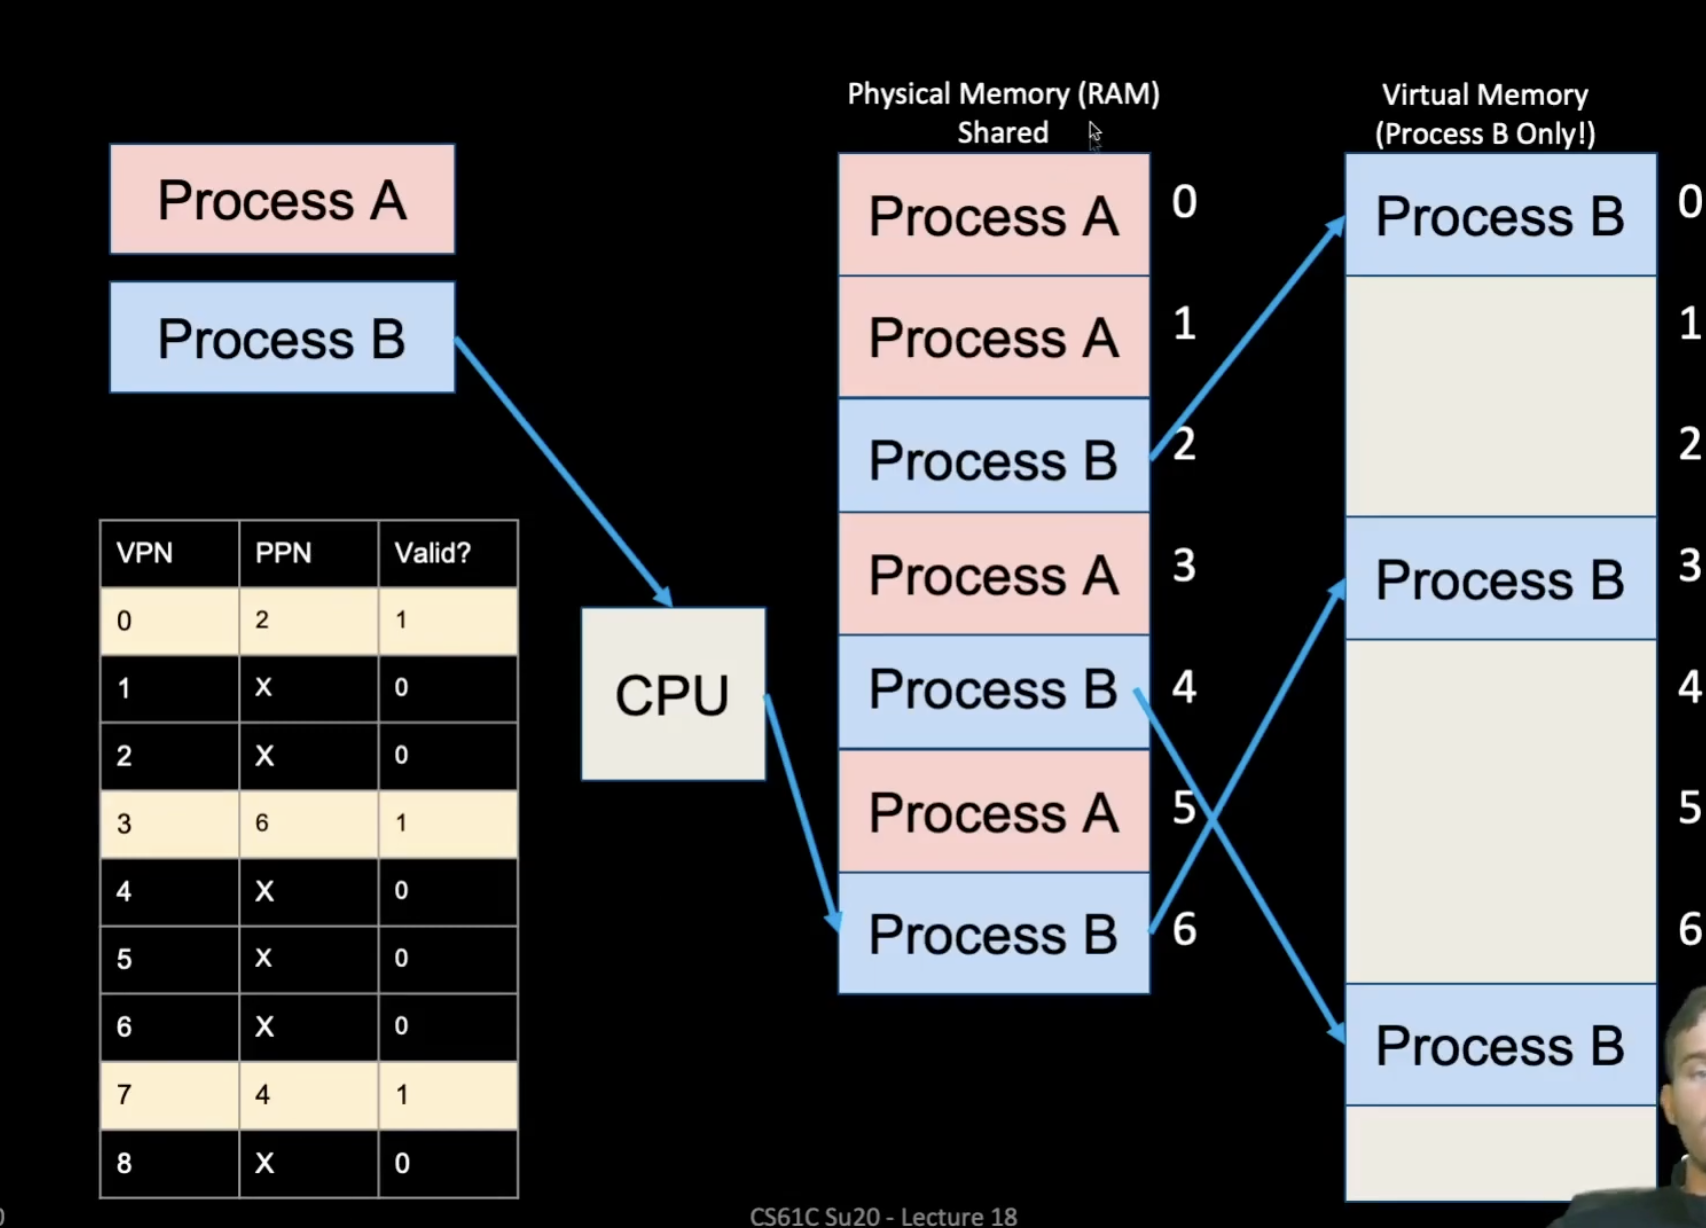 Process A
Process B
VPN PPN Valid?
0 2 1
1 X 0
2 X 0
3 6 1
4 X 0
5 X 0
6 X 0
7 4 1
8 X 0
CPU
Physical Memory (RAM)
Shared
Process A 0
Process A 1
Process B 2
Process A 3
Process B 4
Process A 5
Process B 6
Virtual Memory
(Process B Only!)
Process B 0
1
2
Process B 3
4
5
6
Process B
CS61C Su20 - Lecture 18